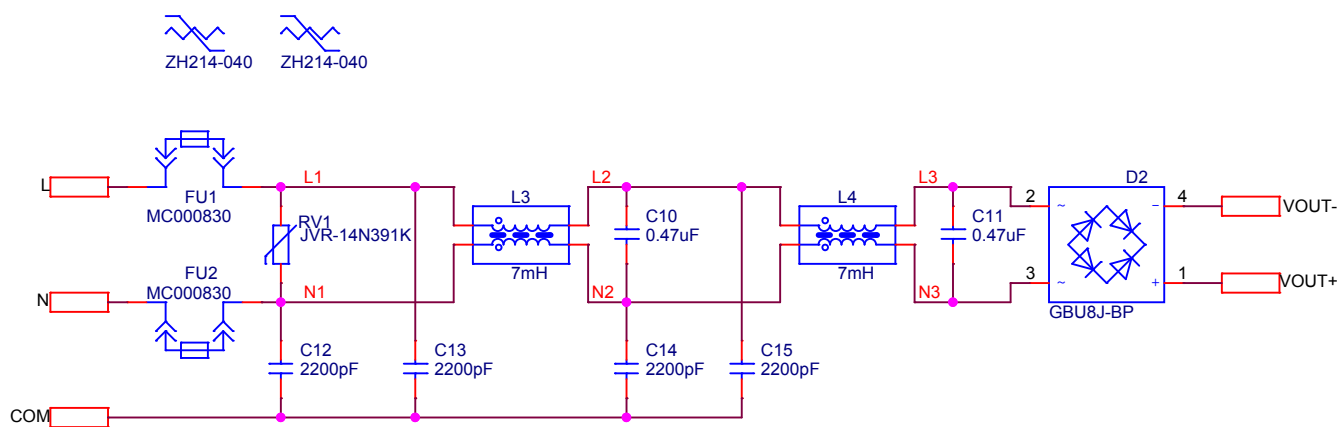 ZH214-040
ZH214-040
L
FU1
MC000830
L1
RV1
JVR-14N391K
L3
7mH
L2
C10
0.47uF
L4
7mH
L3
C11
0.47uF
D2
2
~
−
4
VOUT-
N
FU2
MC000830
N1
N2
N3
3
~
+
1
VOUT+
GBU8J-BP
C12
2200pF
C13
2200pF
C14
2200pF
C15
2200pF
COM